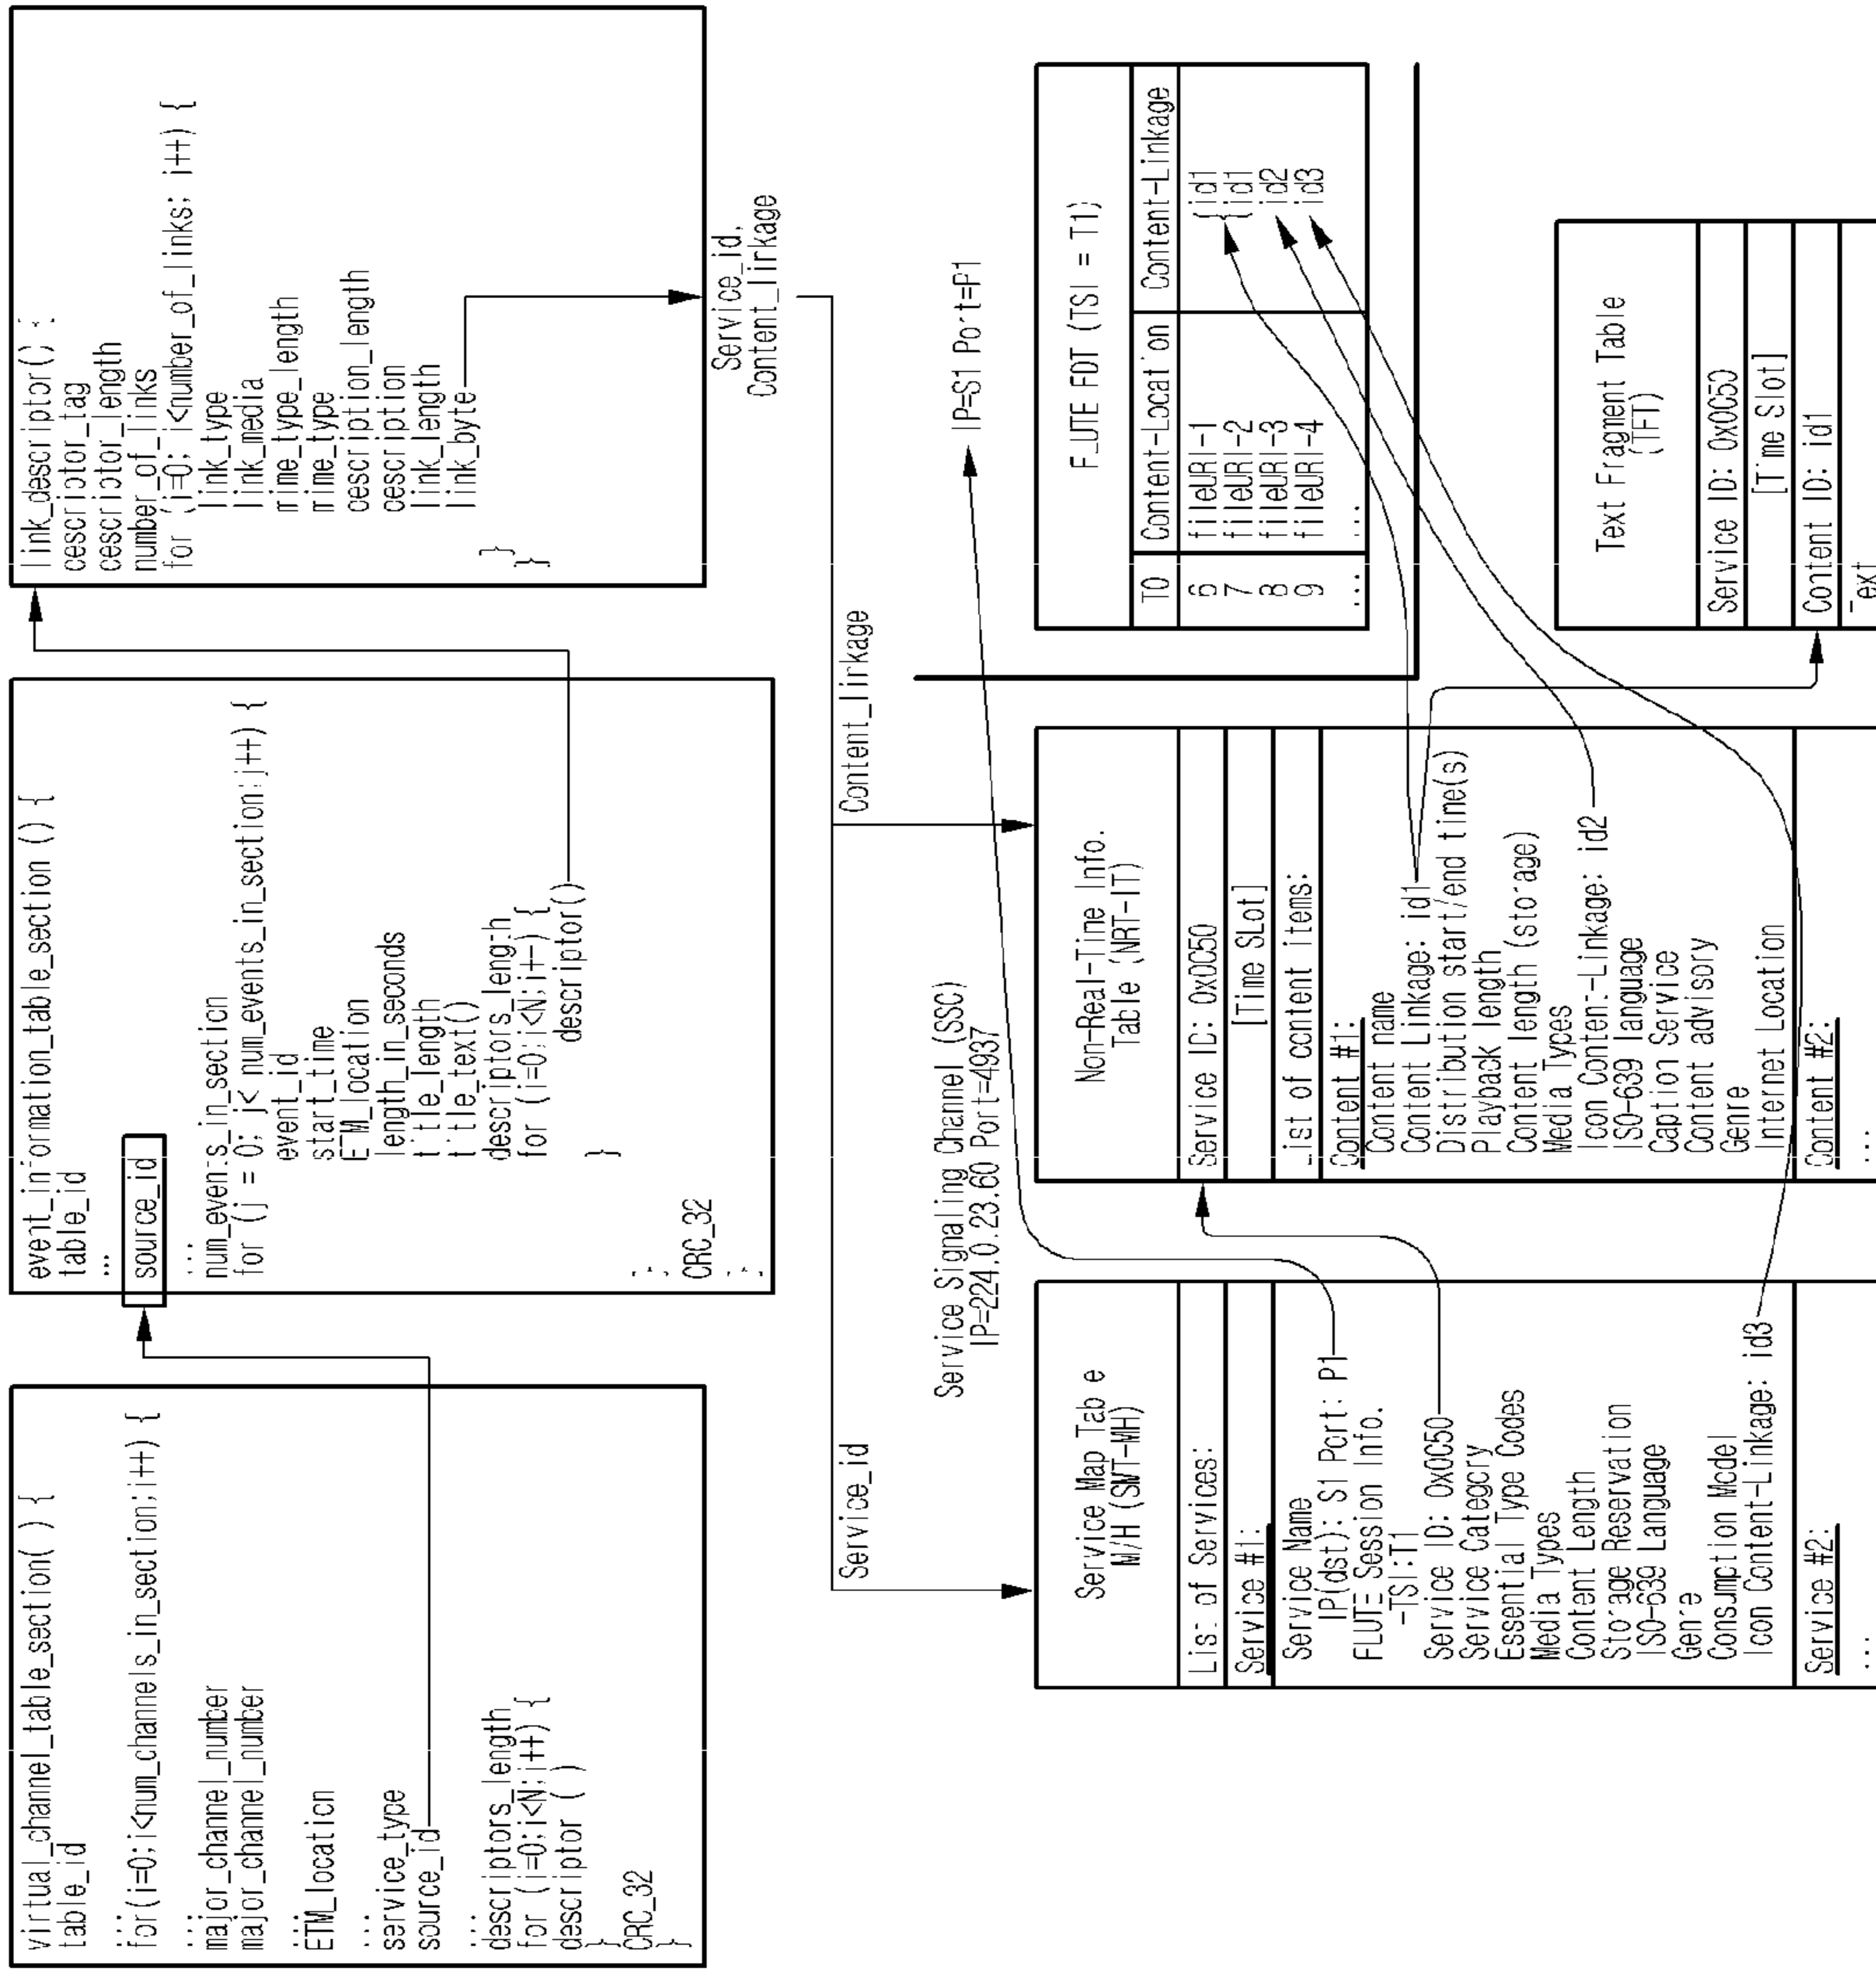 virtual_channel_table_section( ) {
table_id
...
for(i=0;i<num_channels_in_section;i++) {
...
major_channel_number
major_channel_number
...
ETM_location
...
service_type
source_id
...
descriptors_length
for (i=0;i<N;i++) {
descriptor ( )
}
CRC_32
}
event_information_table_section () {
table_id
...
source_id
...
num_events_in_section
for (j = 0; j< num_events_in_section;j++) {
event_id
start_time
ETM_location
length_in_seconds
title_length
title_text()
descriptors_length
for (i=0;i<N;i++) {
descriptor()
}
}
CRC_32
}
link_descriptor() {
descriptor_tag
descriptor_length
number_of_links
for (i=0; i<number_of_links; i++) {
link_type
link_media
mime_type_length
mime_type
description_length
description
link_length
link_byte
}
}
Service_id,
Content_linkage
Service_id
Content_linkage
Service Signaling Channel (SSC)
IP=224.0.23.60 Port=4937
IP=S1 Port=P1
Service Map Table
M/H (SMT-MH)
List of Services:
Service #1:
Service Name
IP(dst): S1 Port: P1
FLUTE Session Info.
-TSI:T1
Service ID: 0x0C50
Service Category
Essential Type Codes
Media Types
Content Length
Storage Reservation
ISO-639 Language
Genre
Consumption Model
Icon Content-Linkage: id3
Service #2:
...
Non-Real-Time Info.
Table (NRT-IT)
Service ID: 0x0C50
[Time SLot]
List of content items:
Content #1:
Content name
Content Linkage: id1
Distribution start/end time(s)
Playback length
Content length (storage)
Media Types
Icon Content-Linkage: id2
ISO-639 language
Caption Service
Content advisory
Genre
Internet Location
Content #2:
...
FLUTE FDT (TSI = T1)
TO Content-Location Content-Linkage
6 fileURI-1 id1
7 fileURI-2 id1
8 fileURI-3 id2
9 fileURI-4 id3
... ...
Text Fragment Table
(TFT)
Service ID: 0x0C50
[Time Slot]
Content ID: id1
Text